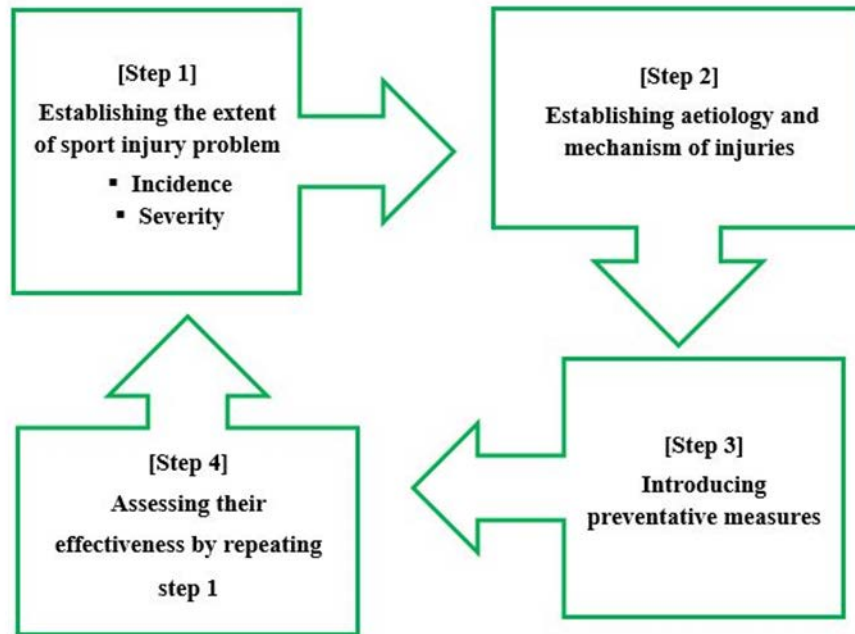 [Step 1]
Establishing the extent
of sport injury problem
▪ Incidence
▪ Severity
[Step 2]
Establishing aetiology and
mechanism of injuries
[Step 3]
Introducing
preventative measures
[Step 4]
Assessing their
effectiveness by repeating
step 1